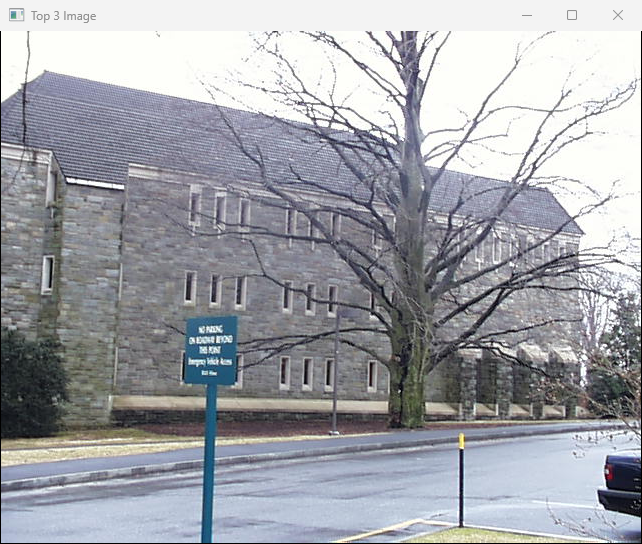 Top 3 Image
NO PARKING
ON ROADWAY BEYOND
THIS POINT
Emergency Vehicle Access